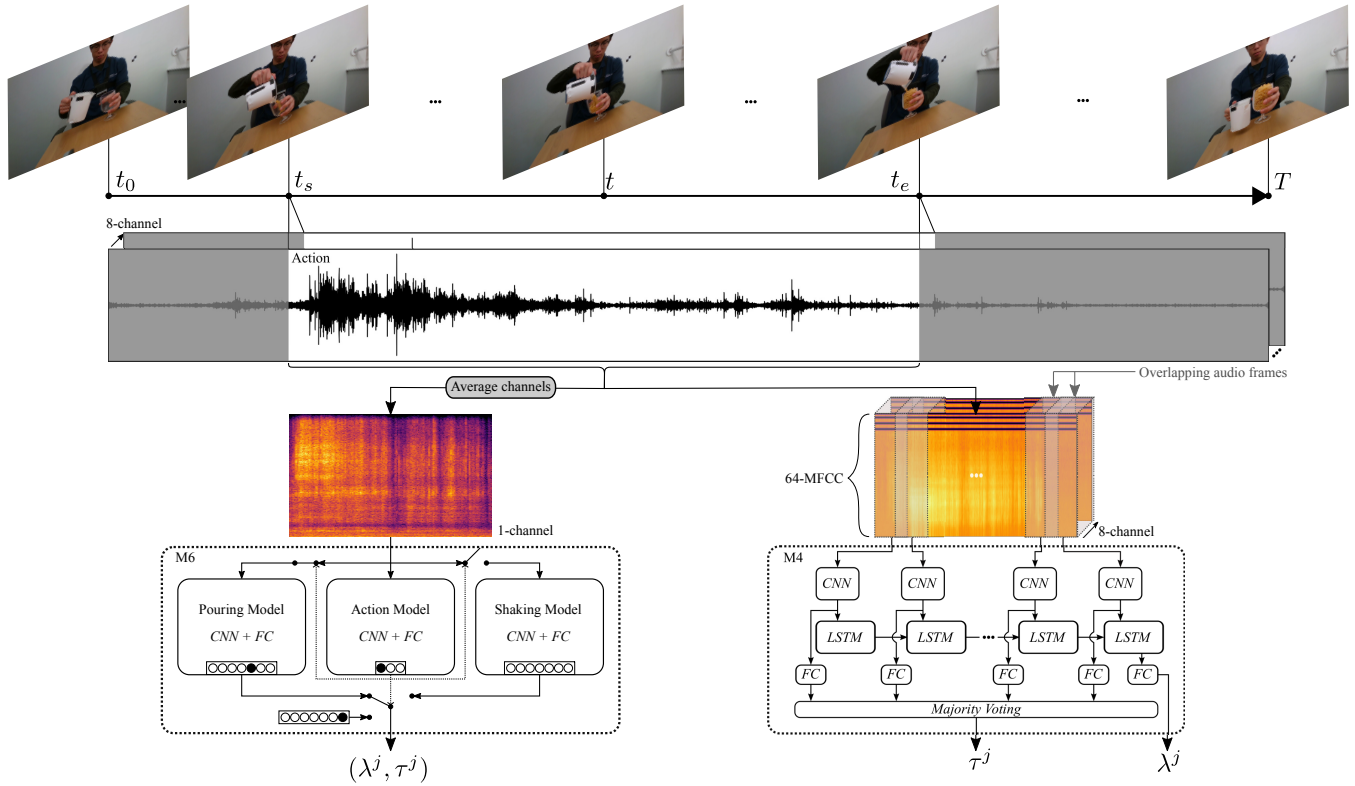 ... ... ... ...
t₀ tₛ t tₑ T
8-channel
Action
Average channels
Overlapping audio frames
64-MFCC
...
1-channel
8-channel
M6
M4
Pouring Model
CNN + FC
Action Model
CNN + FC
Shaking Model
CNN + FC
CNN CNN CNN CNN
LSTM LSTM ... LSTM LSTM
FC FC FC FC FC
Majority Voting
(λʲ, τʲ)
τʲ λʲ